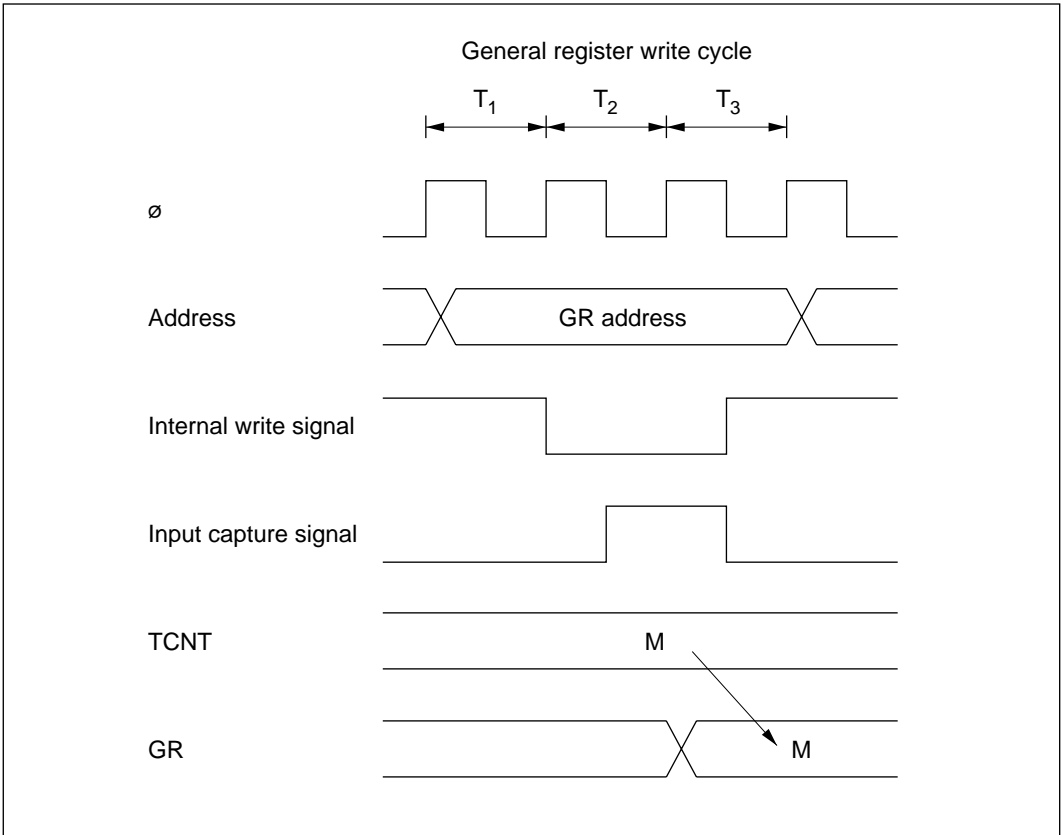 General register write cycle
T1 T2 T3
ø
Address GR address
Internal write signal
Input capture signal
TCNT M
GR M